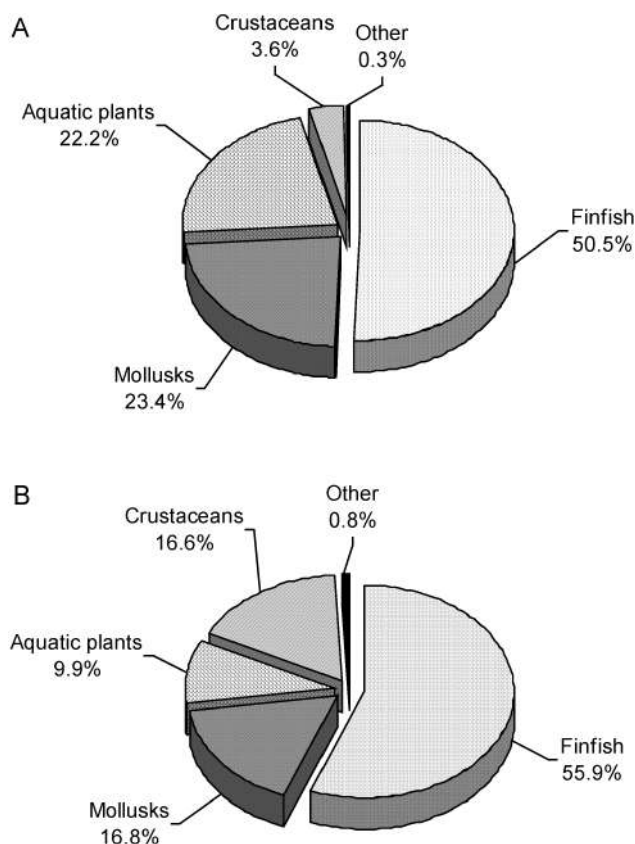 A
Crustaceans
3.6%
Other
0.3%
Aquatic plants
22.2%
Finfish
50.5%
Mollusks
23.4%
B
Other
0.8%
Crustaceans
16.6%
Aquatic plants
9.9%
Finfish
55.9%
Mollusks
16.8%